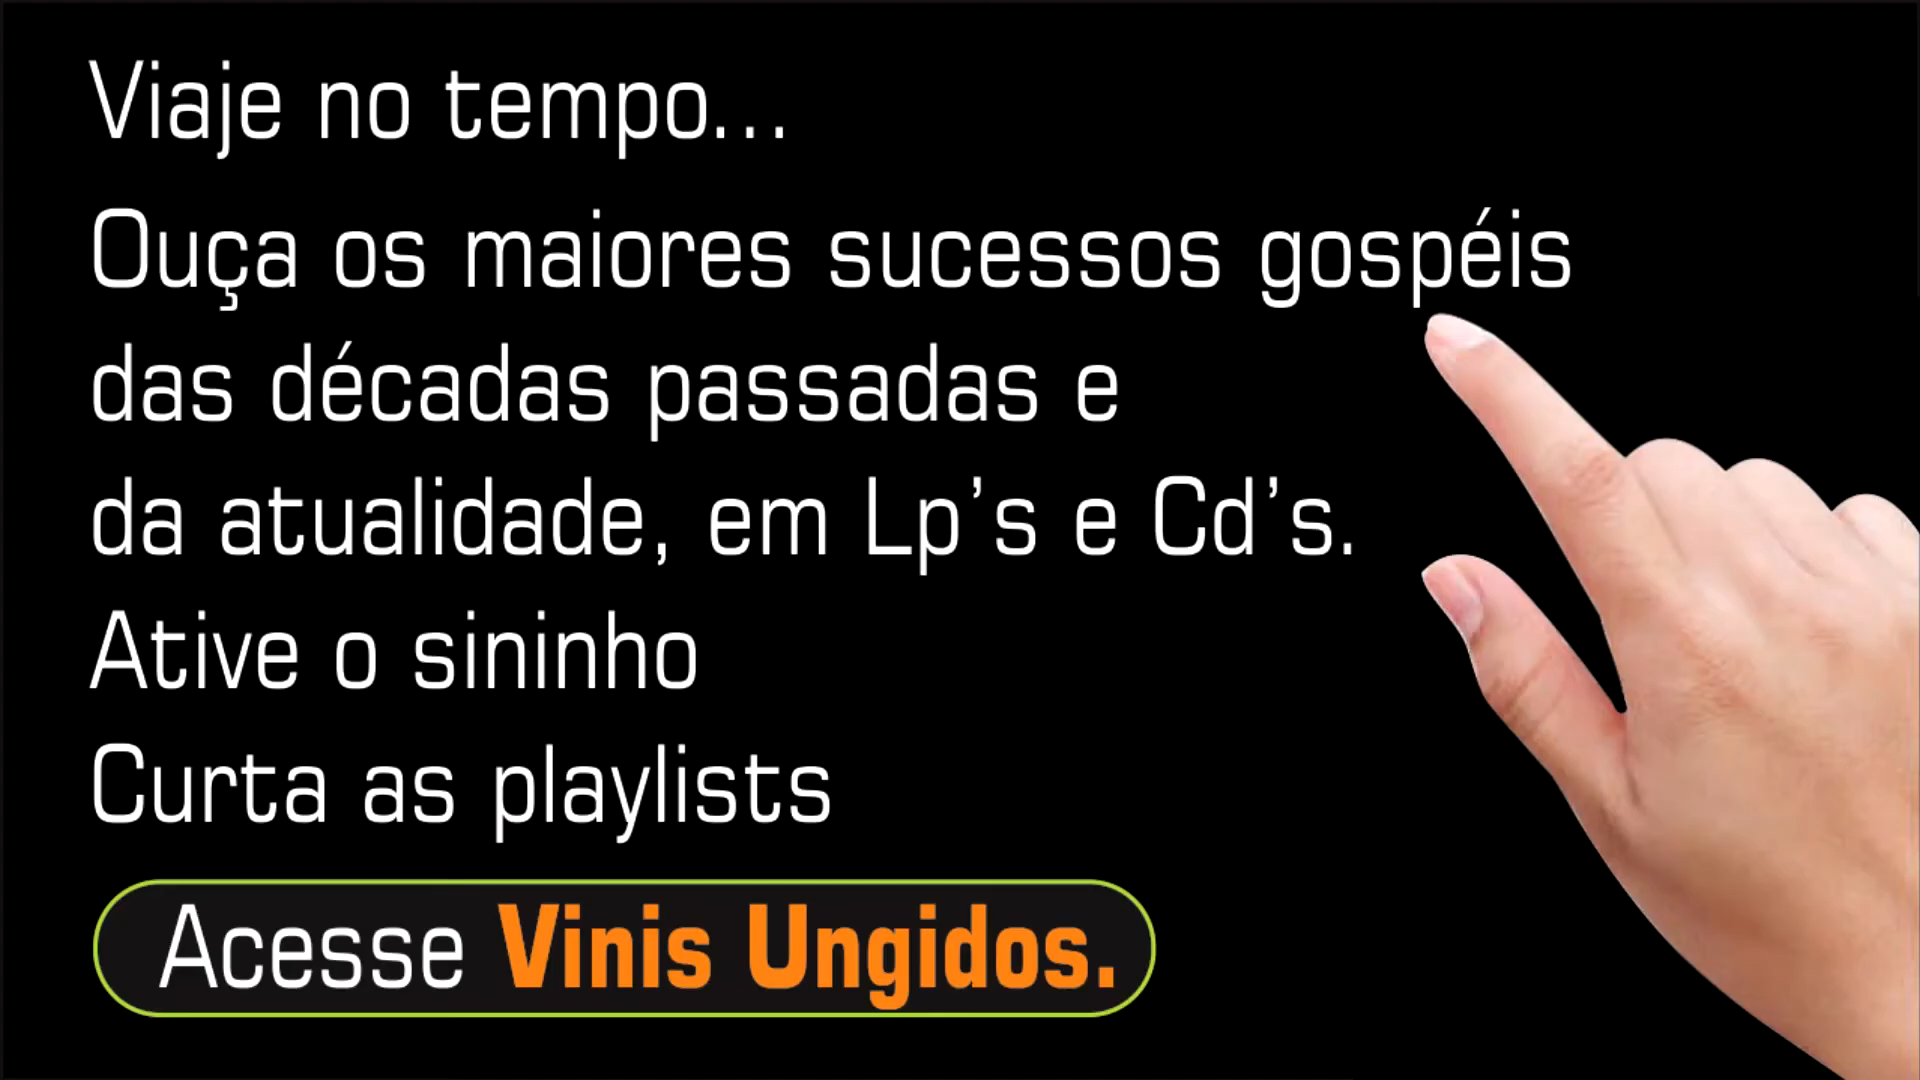 Viaje no tempo...
Ouça os maiores sucessos gospéis
das décadas passadas e
da atualidade, em Lp’s e Cd’s.
Ative o sininho
Curta as playlists
Acesse Vinis Ungidos.